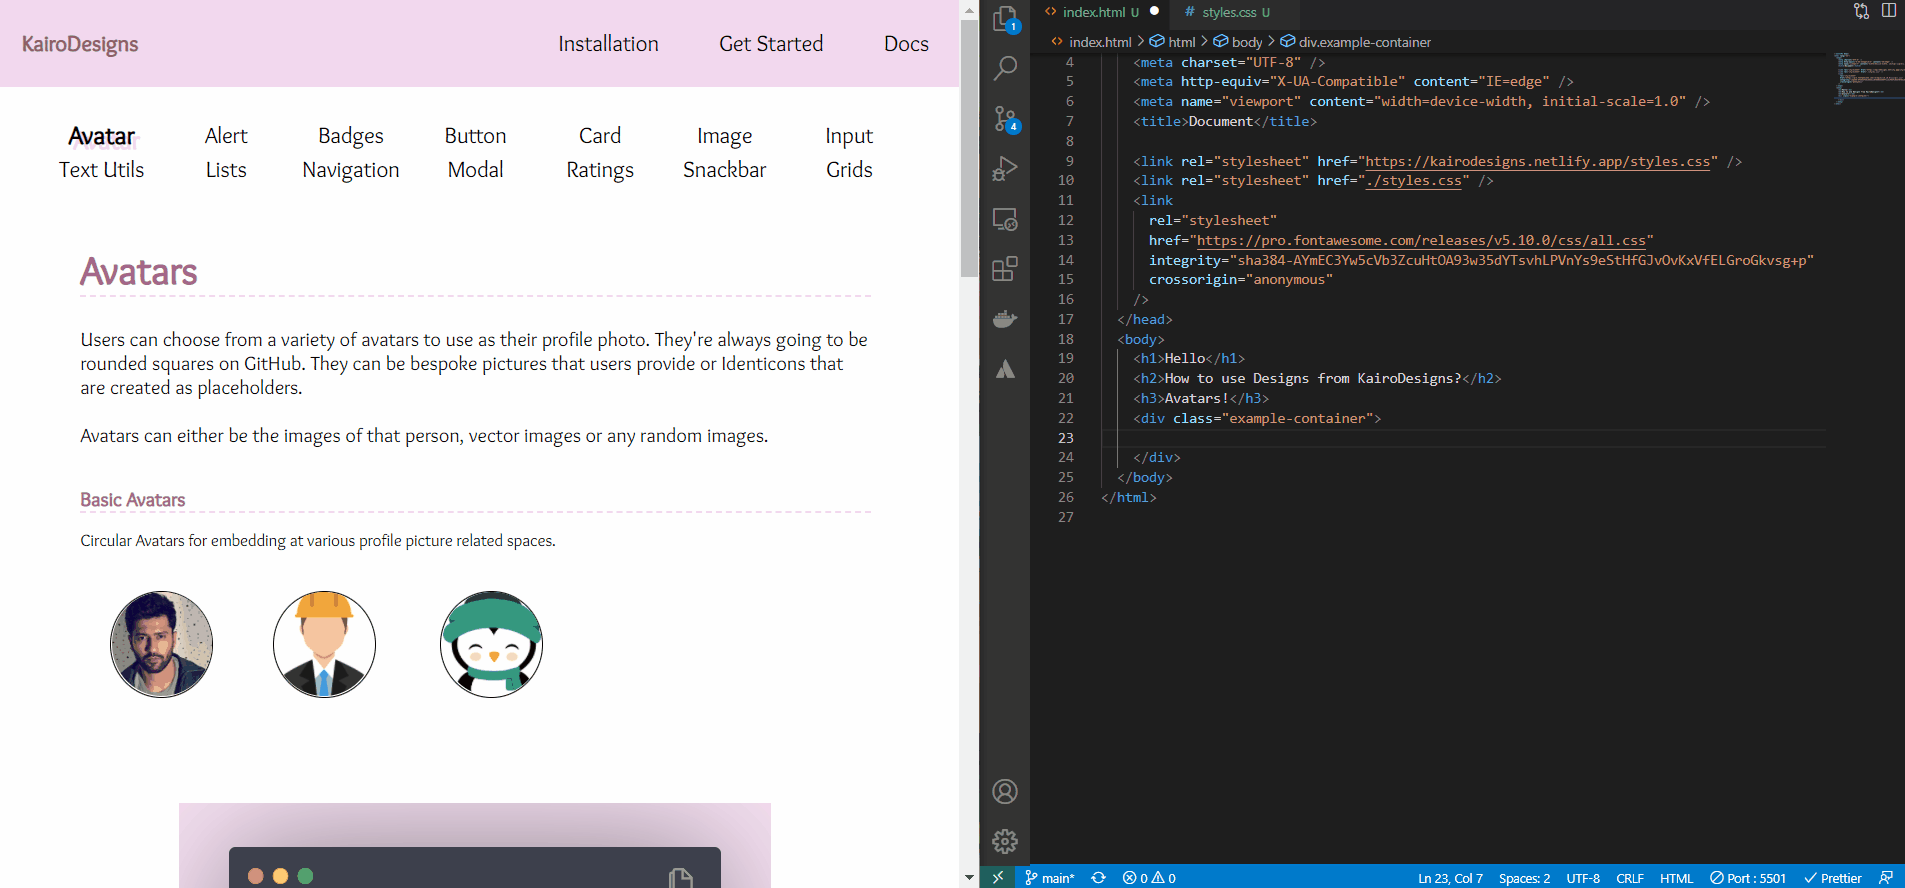 KairoDesigns
Installation
Get Started
Docs
Avatar
Alert
Badges
Button
Card
Image
Input
Text Utils
Lists
Navigation
Modal
Ratings
Snackbar
Grids
Avatars
Users can choose from a variety of avatars to use as their profile photo. They're always going to be
rounded squares on GitHub. They can be bespoke pictures that users provide or Identicons that
are created as placeholders.
Avatars can either be the images of that person, vector images or any random images.
Basic Avatars
Circular Avatars for embedding at various profile picture related spaces.
1
4
index.html U
# styles.css U
index.html > html > body > div.example-container
4 <meta charset="UTF-8" />
5 <meta http-equiv="X-UA-Compatible" content="IE=edge" />
6 <meta name="viewport" content="width=device-width, initial-scale=1.0" />
7 <title>Document</title>
8
9 <link rel="stylesheet" href="https://kairodesigns.netlify.app/styles.css" />
10 <link rel="stylesheet" href="./styles.css" />
11 <link
12 rel="stylesheet"
13 href="https://pro.fontawesome.com/releases/v5.10.0/css/all.css"
14 integrity="sha384-AYmEC3Yw5cVb3ZcuHtOA93w35dYTsvhLPVnYs9eStHfGJvOvKxVfELGroGkvsg+p"
15 crossorigin="anonymous"
16 />
17 </head>
18 <body>
19 <h1>Hello</h1>
20 <h2>How to use Designs from KairoDesigns?</h2>
21 <h3>Avatars!</h3>
22 <div class="example-container">
23
24 </div>
25 </body>
26 </html>
27
main* 0 0 Ln 23, Col 7 Spaces: 2 UTF-8 CRLF HTML Port : 5501 Prettier